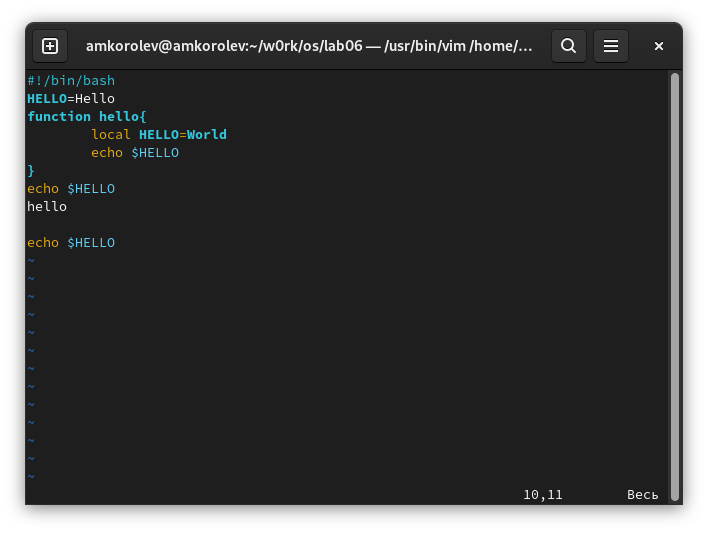 amkorolev@amkorolev:~/w0rk/os/lab06 — /usr/bin/vim /home/…
#!/bin/bash
HELLO=Hello
function hello{
        local HELLO=World
        echo $HELLO
}
echo $HELLO
hello

echo $HELLO
~
~
~
~
~
~
~
~
~
~
~
~
~
10,11        Весь